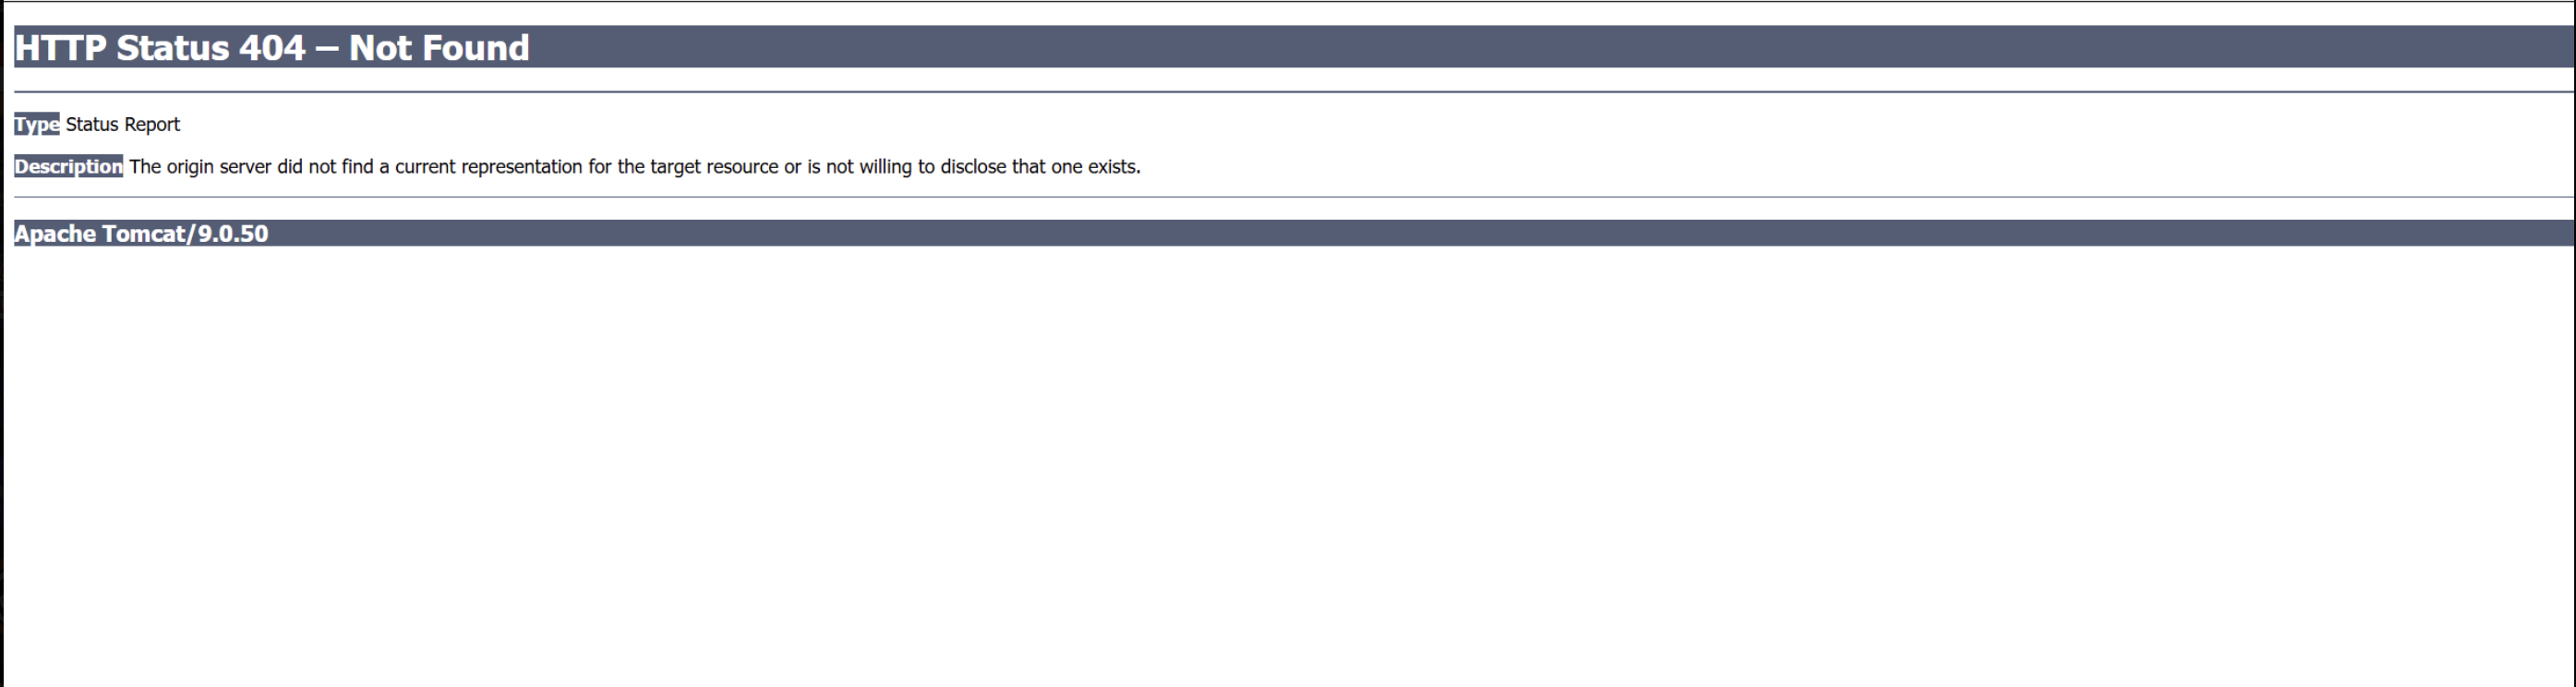 HTTP Status 404 – Not Found
Type Status Report
Description The origin server did not find a current representation for the target resource or is not willing to disclose that one exists.
Apache Tomcat/9.0.50